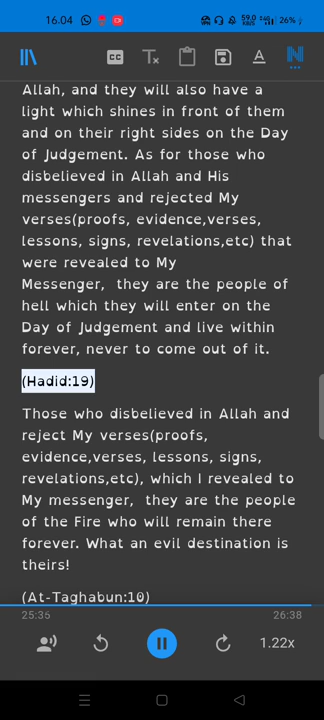 16.04
59.0
KB/S
26%
CC
Allah, and they will also have a
light which shines in front of them
and on their right sides on the Day
of Judgement. As for those who
disbelieved in Allah and His
messengers and rejected My
verses(proofs, evidence,verses,
lessons, signs, revelations,etc) that
were revealed to My
Messenger, they are the people of
hell which they will enter on the
Day of Judgement and live within
forever, never to come out of it.
(Hadid:19)
Those who disbelieved in Allah and
reject My verses(proofs,
evidence,verses, lessons, signs,
revelations,etc), which I revealed to
My messenger, they are the people
of the Fire who will remain there
forever. What an evil destination is
theirs!
(At-Taghabun:10)
25:36
26:38
1.22x